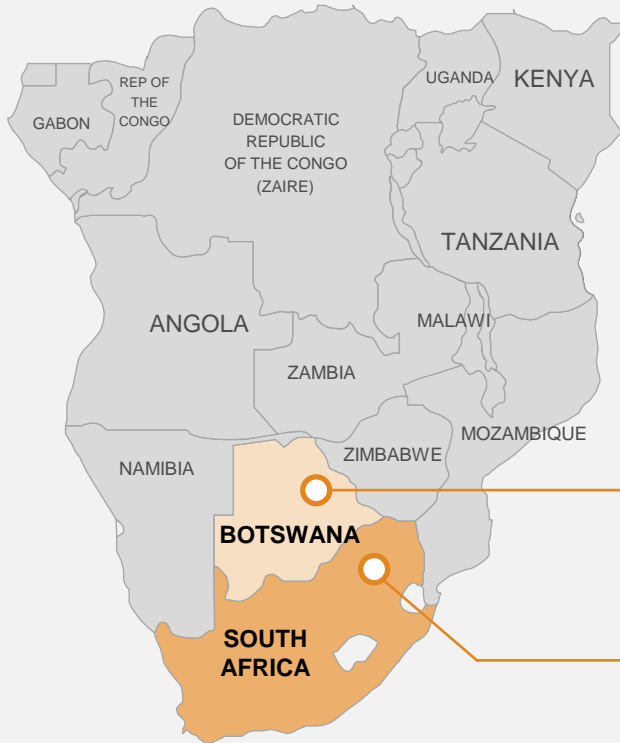 REP OF
THE
CONGO
UGANDA
KENYA
GABON
DEMOCRATIC
REPUBLIC
OF THE CONGO
(ZAIRE)
TANZANIA
ANGOLA
MALAWI
ZAMBIA
MOZAMBIQUE
ZIMBABWE
NAMIBIA
BOTSWANA
SOUTH
AFRICA